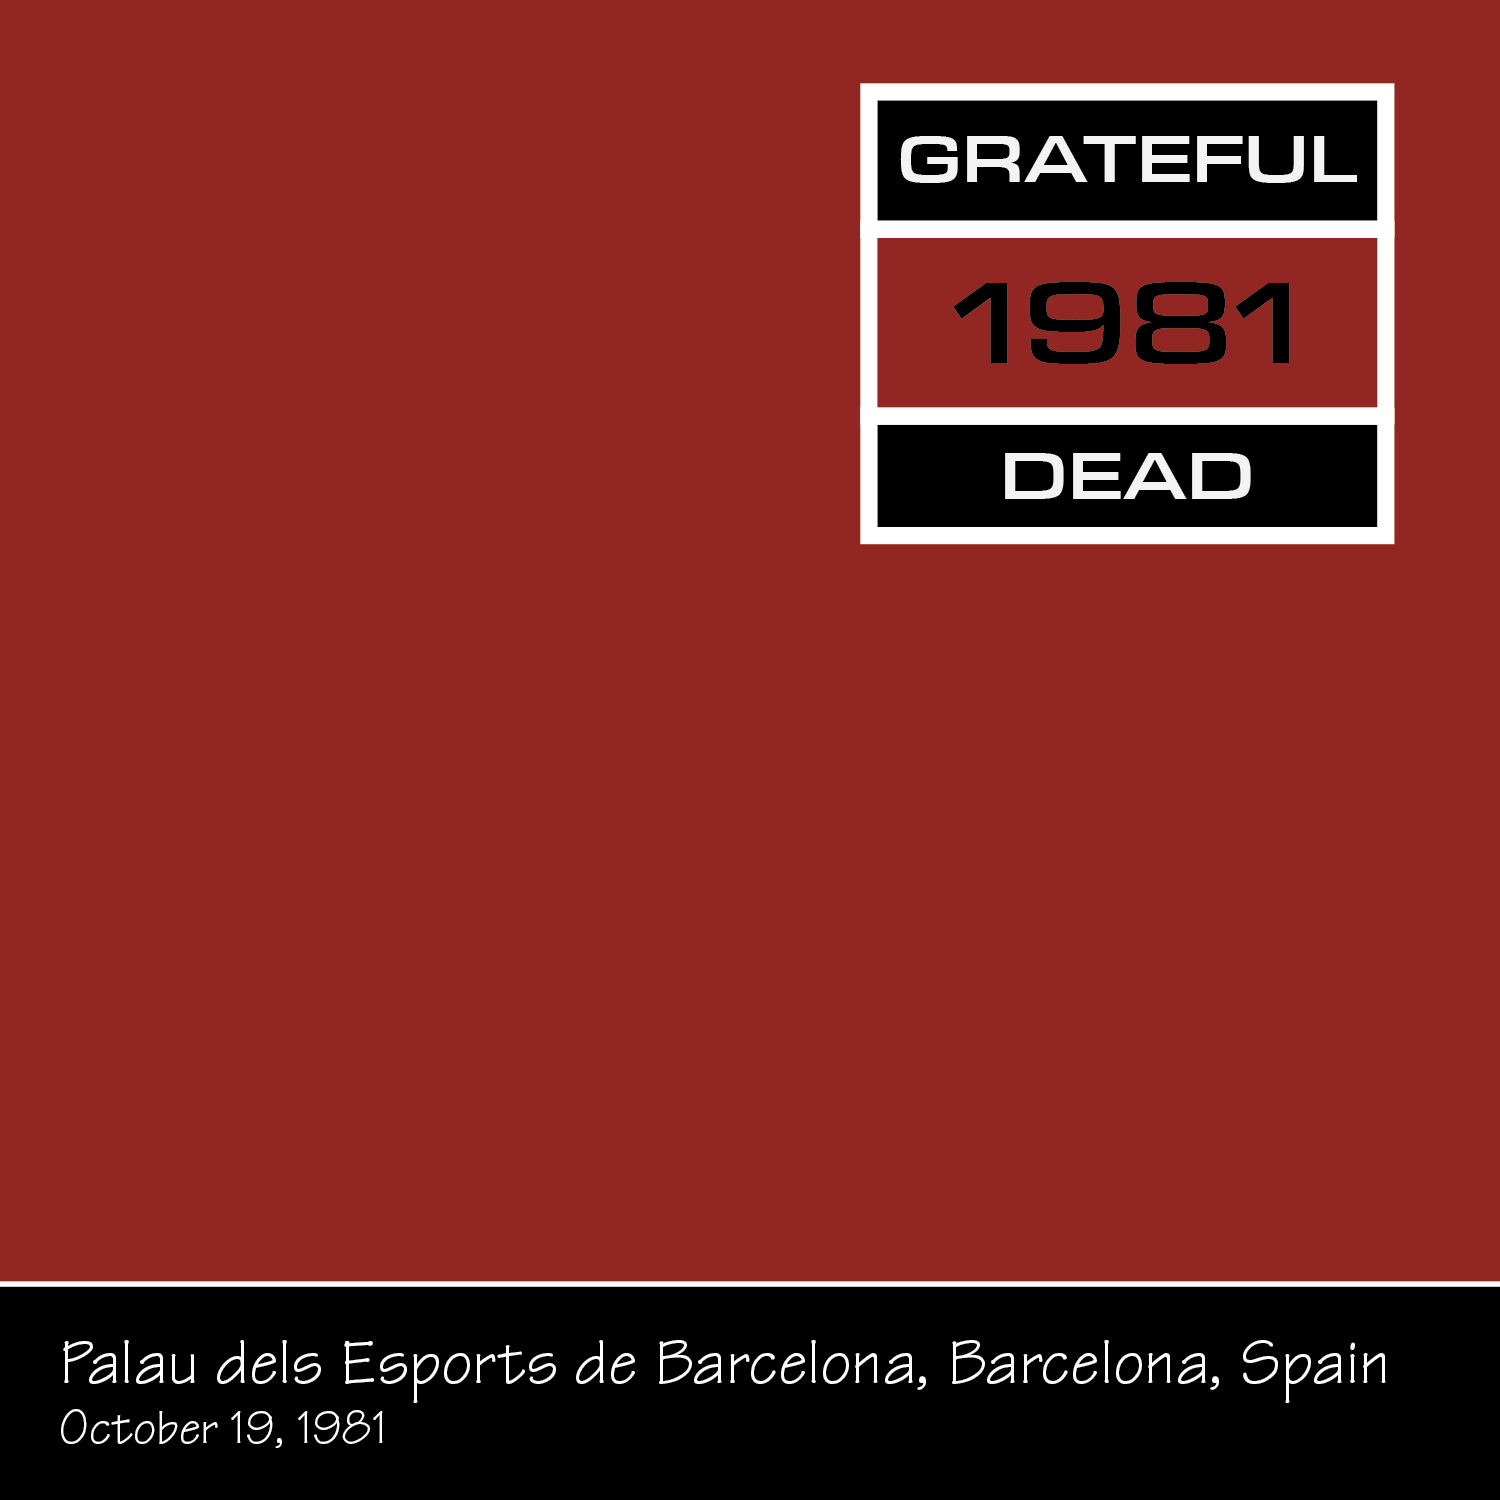 GRATEFUL
1981
DEAD
Palau dels Esports de Barcelona, Barcelona, Spain
October 19, 1981